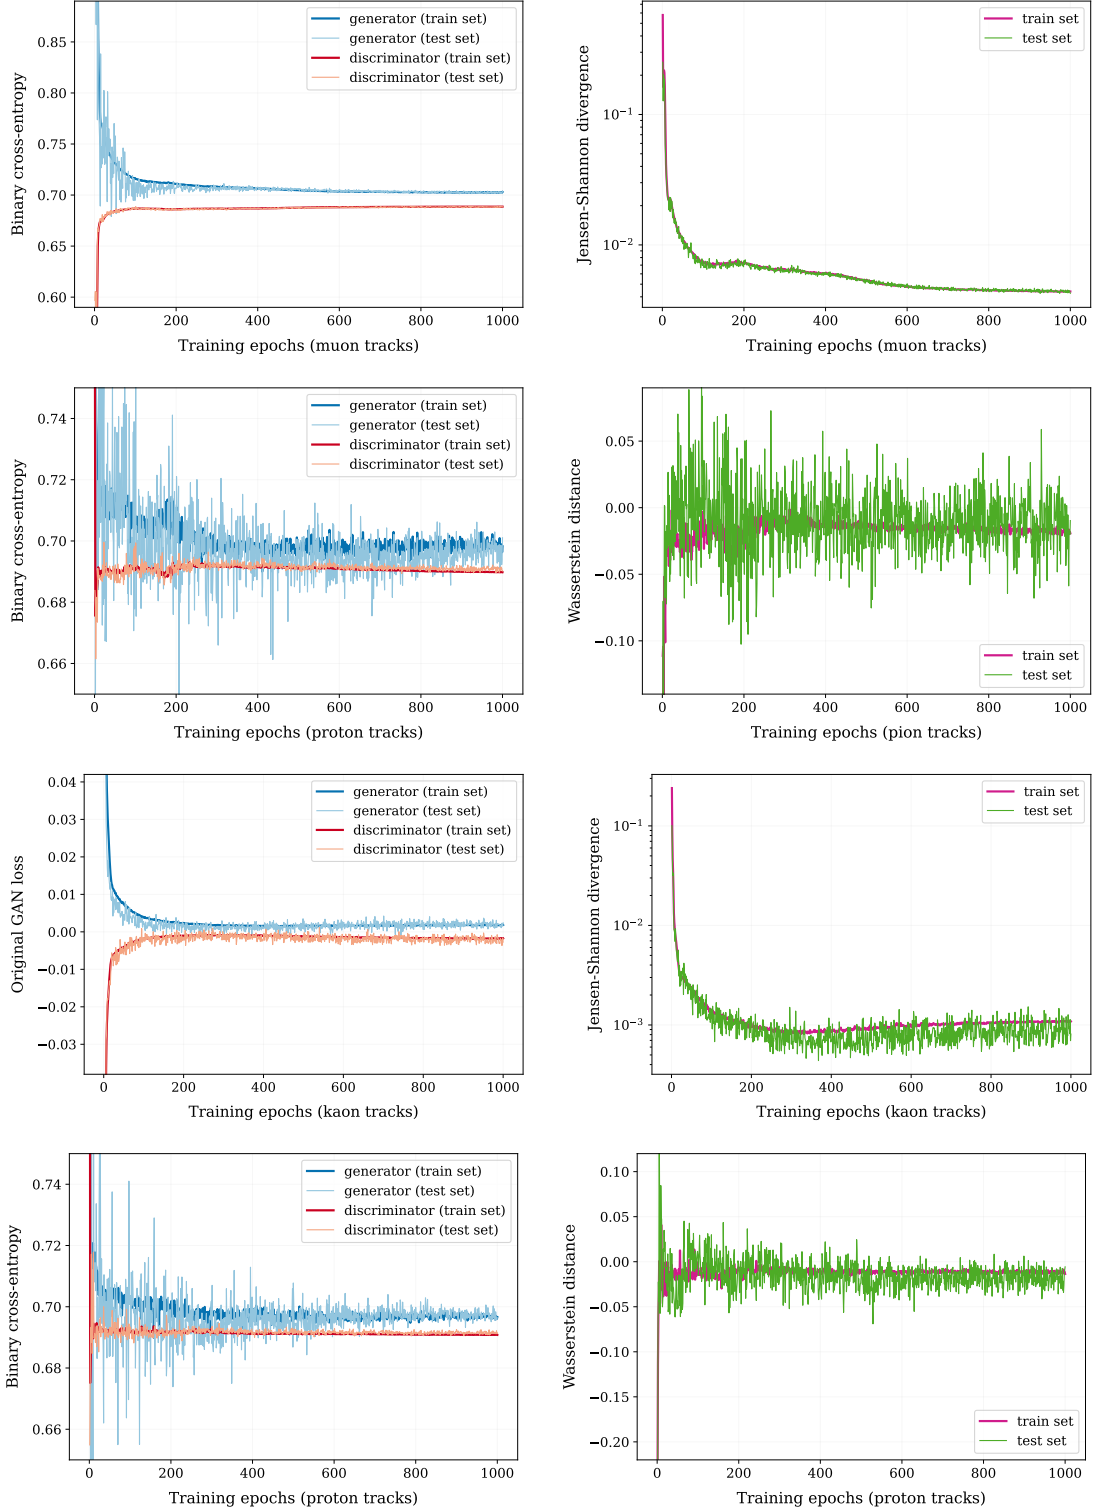 Binary cross-entropy
0.85
0.80
0.75
0.70
0.65
0.60
generator (train set)
generator (test set)
discriminator (train set)
discriminator (test set)
0 200 400 600 800 1000
Training epochs (muon tracks)
Jensen-Shannon divergence
10⁻¹
10⁻²
train set
test set
0 200 400 600 800 1000
Training epochs (muon tracks)
Binary cross-entropy
0.74
0.72
0.70
0.68
0.66
generator (train set)
generator (test set)
discriminator (train set)
discriminator (test set)
0 200 400 600 800 1000
Training epochs (proton tracks)
Wasserstein distance
0.05
0.00
−0.05
−0.10
train set
test set
0 200 400 600 800 1000
Training epochs (pion tracks)
Original GAN loss
0.04
0.03
0.02
0.01
0.00
−0.01
−0.02
−0.03
generator (train set)
generator (test set)
discriminator (train set)
discriminator (test set)
0 200 400 600 800 1000
Training epochs (kaon tracks)
Jensen-Shannon divergence
10⁻¹
10⁻²
10⁻³
train set
test set
0 200 400 600 800 1000
Training epochs (kaon tracks)
Binary cross-entropy
0.74
0.72
0.70
0.68
0.66
generator (train set)
generator (test set)
discriminator (train set)
discriminator (test set)
0 200 400 600 800 1000
Training epochs (proton tracks)
Wasserstein distance
0.10
0.05
0.00
−0.05
−0.10
−0.15
−0.20
train set
test set
0 200 400 600 800 1000
Training epochs (proton tracks)